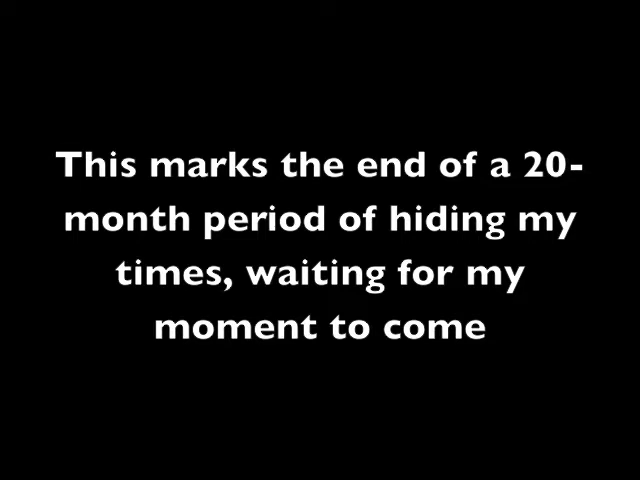 This marks the end of a 20-
month period of hiding my
times, waiting for my
moment to come